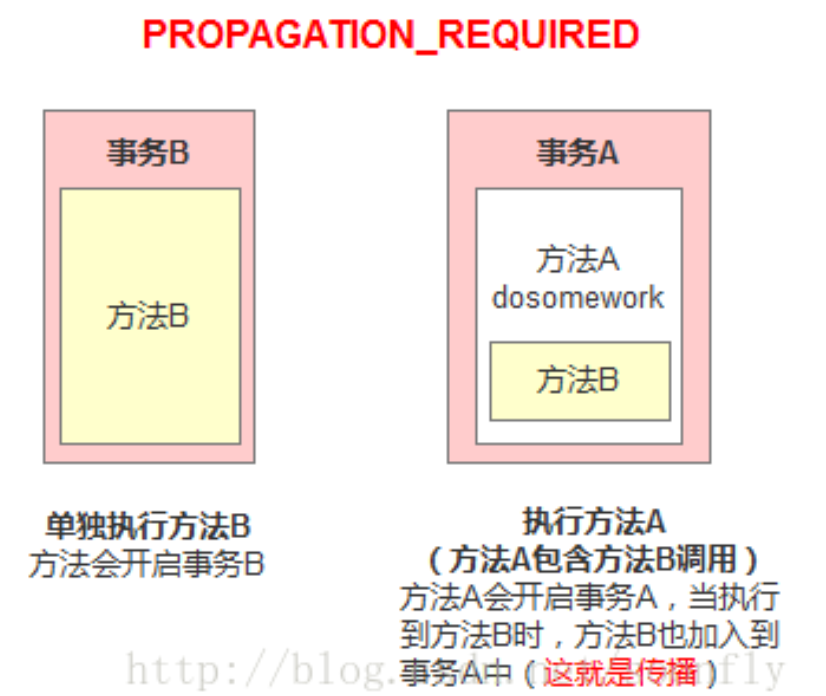 PROPAGATION_REQUIRED
事务B
方法B
单独执行方法B
方法会开启事务B
事务A
方法A
dosomework
方法B
执行方法A
（方法A包含方法B调用）
方法A会开启事务A，当执行
到方法B时，方法B也加入到
事务A中（这就是传播）
http://blog.
fly